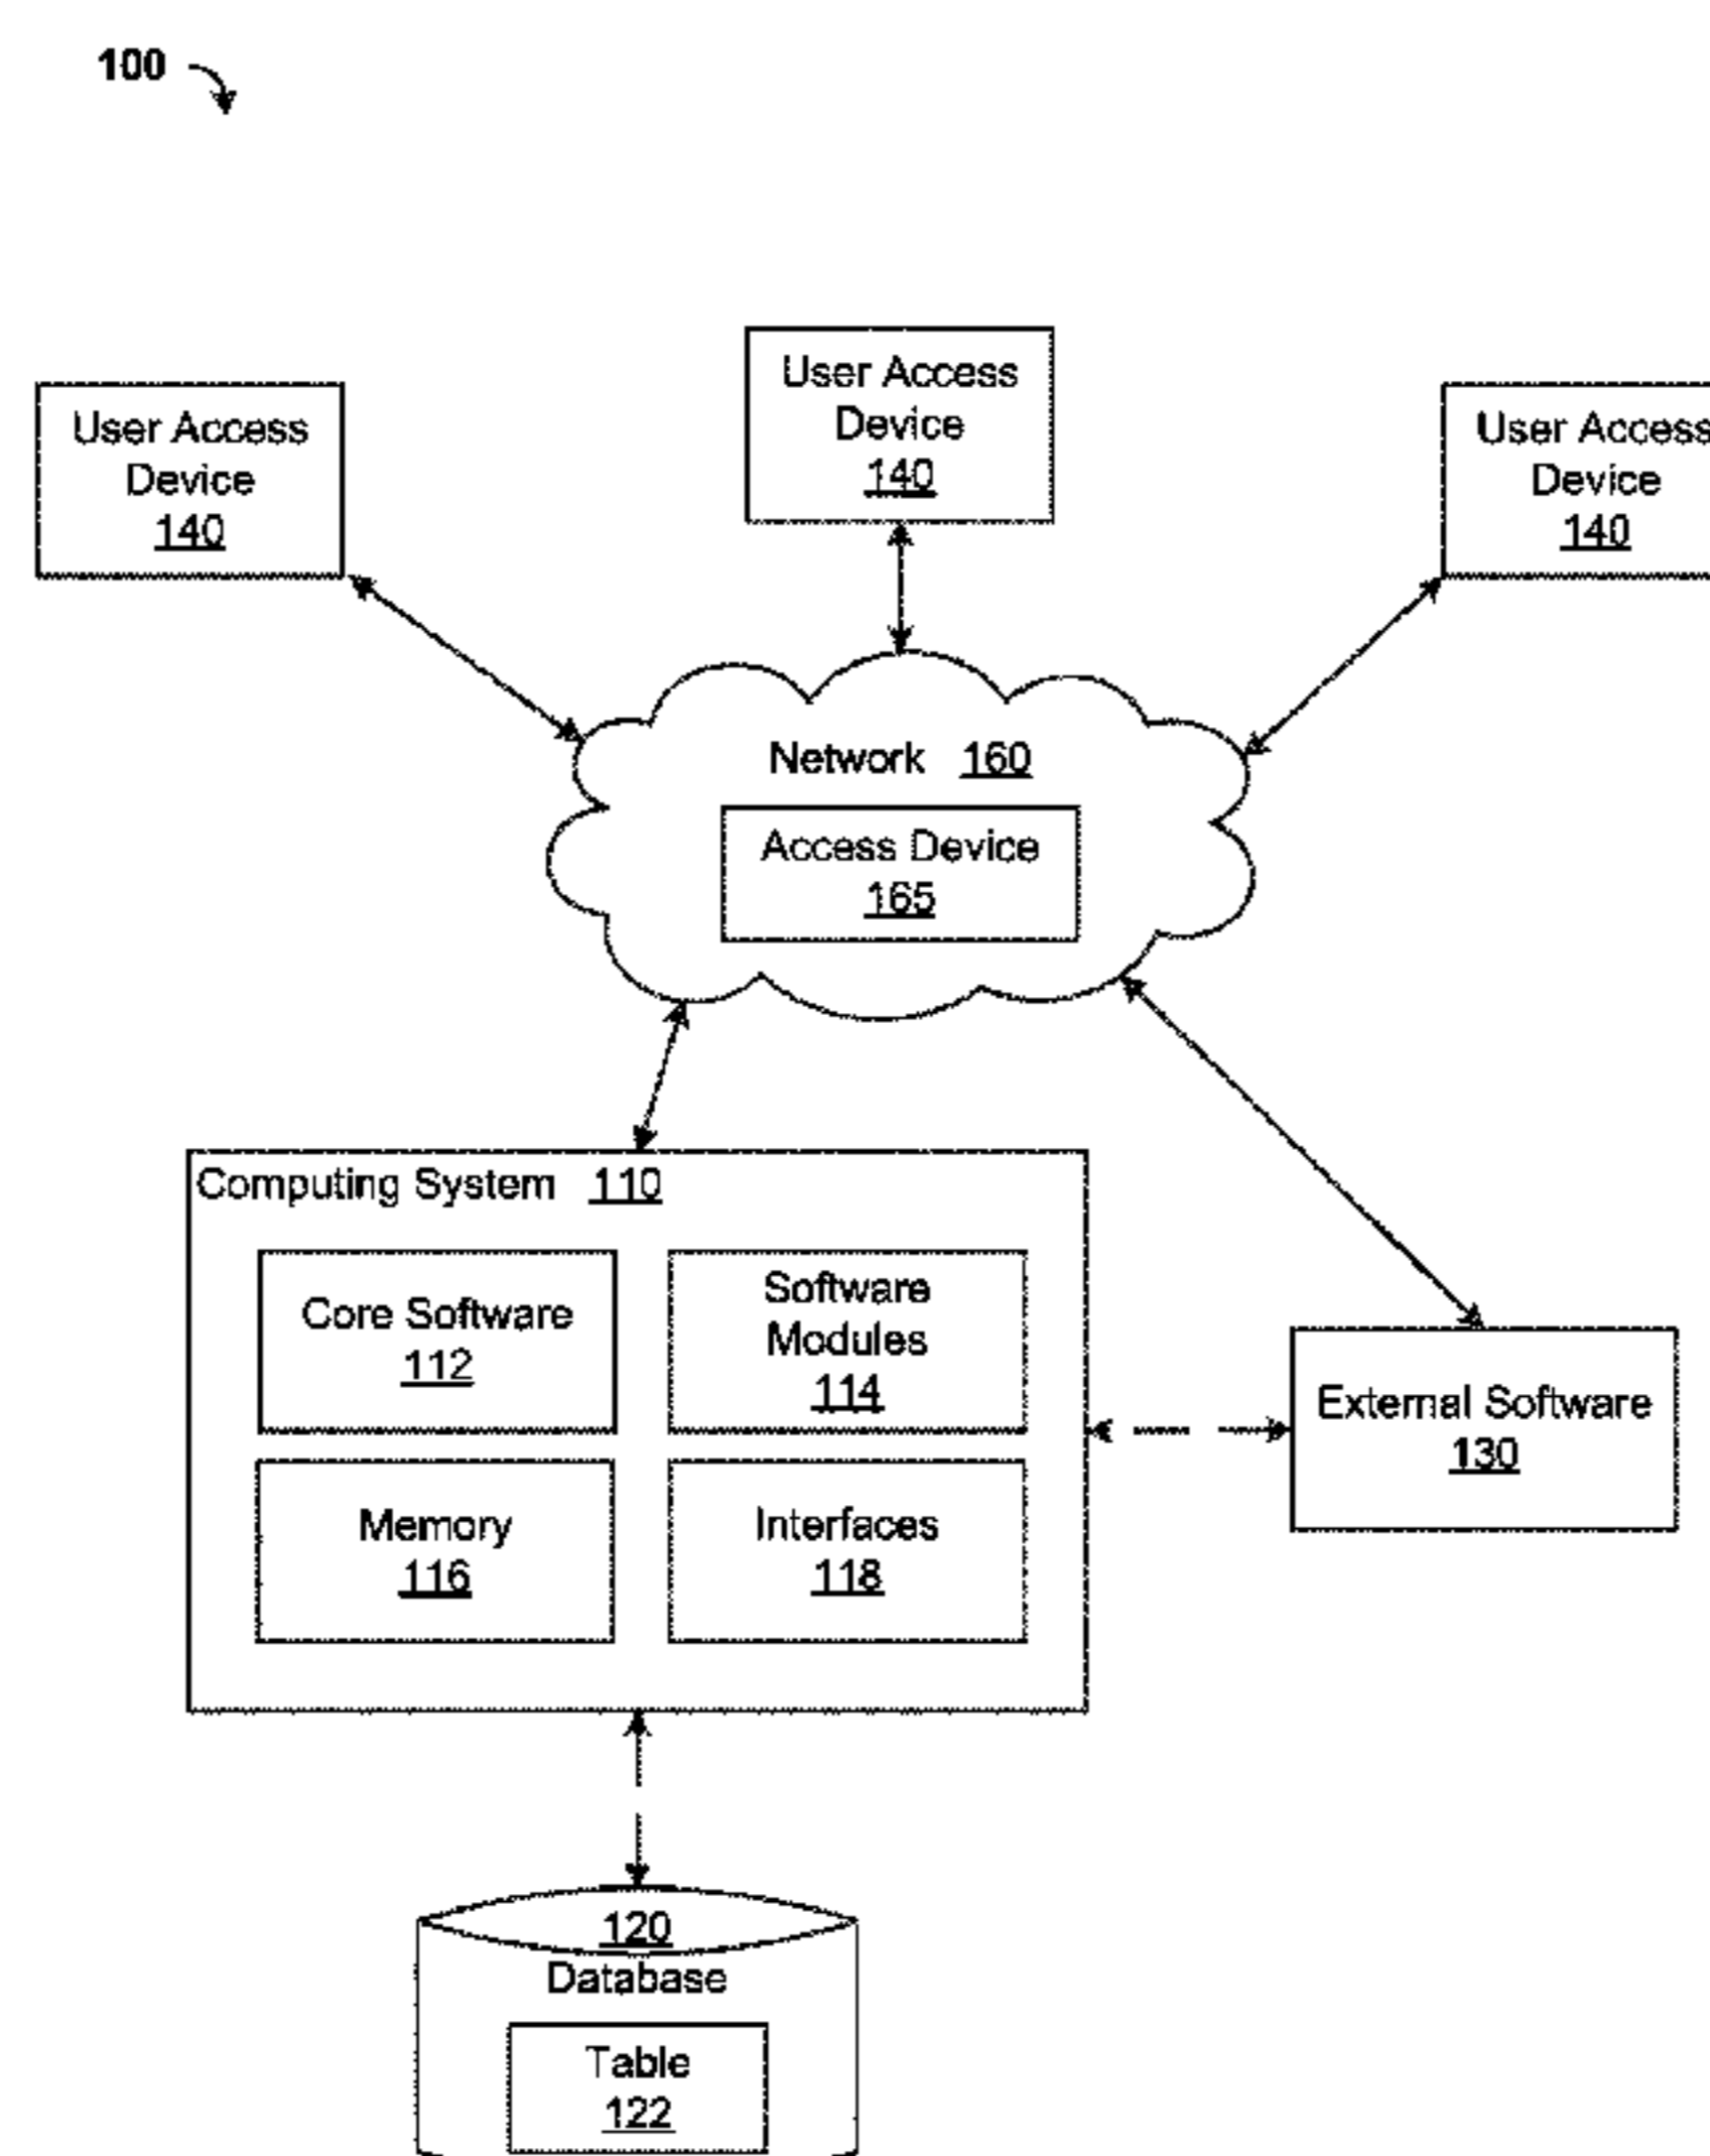 100
User Access
Device
140
User Access
Device
140
User Access
Device
140
Network 160
Access Device
165
Computing System 110
Core Software
112
Software
Modules
114
Memory
116
Interfaces
118
External Software
130
120
Database
Table
122